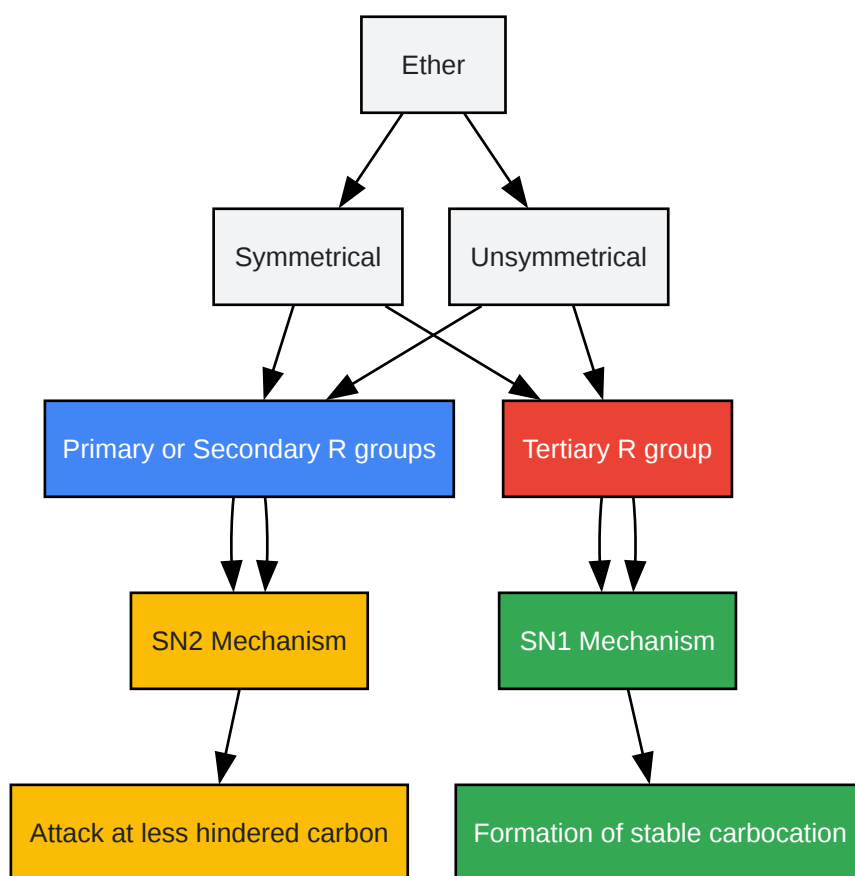 Ether
Symmetrical
Unsymmetrical
Primary or Secondary R groups
Tertiary R group
SN2 Mechanism
SN1 Mechanism
Attack at less hindered carbon
Formation of stable carbocation